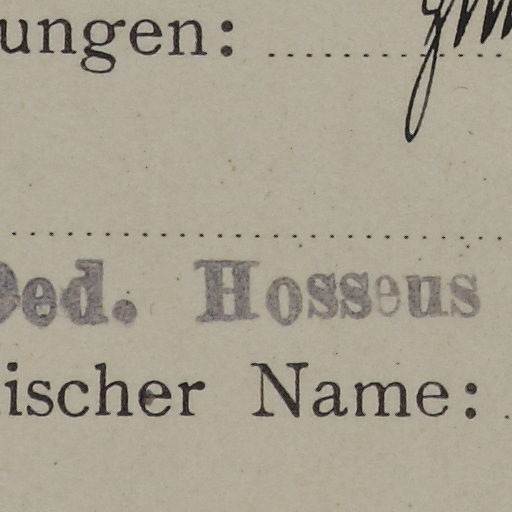 ungen:
Ded. Hosseus
ischer Name: